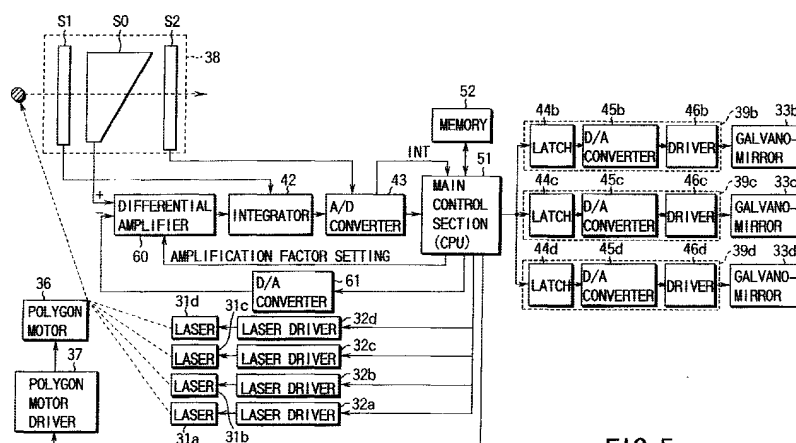 S1 S0 S2
38
52
MEMORY
44b 45b 46b 39b 33b
LATCH D/A CONVERTER DRIVER GALVANO-MIRROR
INT 51
42 43
+
-
DIFFERENTIAL AMPLIFIER INTEGRATOR A/D CONVERTER MAIN CONTROL SECTION (CPU)
60
44c 45c 46c 39c 33c
LATCH D/A CONVERTER DRIVER GALVANO-MIRROR
AMPLIFICATION FACTOR SETTING
44d 45d 46d 39d 33d
LATCH D/A CONVERTER DRIVER GALVANO-MIRROR
D/A CONVERTER 61
36
POLYGON MOTOR
31d 31c
LASER LASER DRIVER 32d
LASER LASER DRIVER 32c
37
POLYGON MOTOR DRIVER
LASER LASER DRIVER 32b
LASER LASER DRIVER 32a
31a 31b